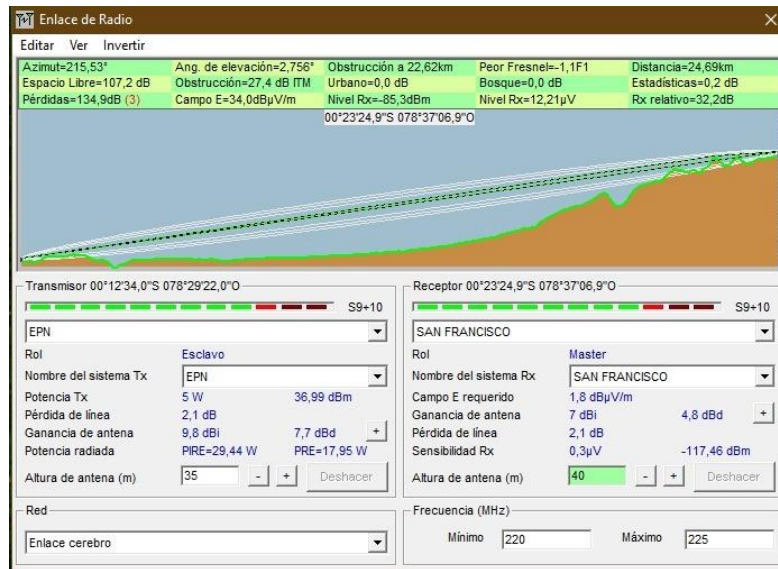 Enlace de Radio
Editar Ver Invertir
Azimut=215,53° Ang. de elevación=2,756° Obstrucción a 22,62km Peor Fresnel=-1,1F1 Distancia=24,69km
Espacio Libre=107,2 dB Obstrucción=27,4 dB ITM Urbano=0,0 dB Bosque=0,0 dB Estadísticas=0,2 dB
Pérdidas=134,9dB (3) Campo E=34,0dBµV/m Nivel Rx=-85,3dBm Nivel Rx=12,21µV Rx relativo=32,2dB
00°23'24,9"S 078°37'06,9"O
Transmisor 00°12'34,0"S 078°29'22,0"O
S9+10
EPN
Rol Esclavo
Nombre del sistema Tx EPN
Potencia Tx 5 W 36,99 dBm
Pérdida de línea 2,1 dB
Ganancia de antena 9,8 dBi 7,7 dBd +
Potencia radiada PIRE=29,44 W PRE=17,95 W
Altura de antena (m) 35 - + Deshacer
Red
Enlace cerebro
Receptor 00°23'24,9"S 078°37'06,9"O
S9+10
SAN FRANCISCO
Rol Master
Nombre del sistema Rx SAN FRANCISCO
Campo E requerido 1,8 dBµV/m
Ganancia de antena 7 dBi 4,8 dBd +
Pérdida de línea 2,1 dB
Sensibilidad Rx 0,3µV -117,46 dBm
Altura de antena (m) 40 - + Deshacer
Frecuencia (MHz)
Mínimo 220 Máximo 225